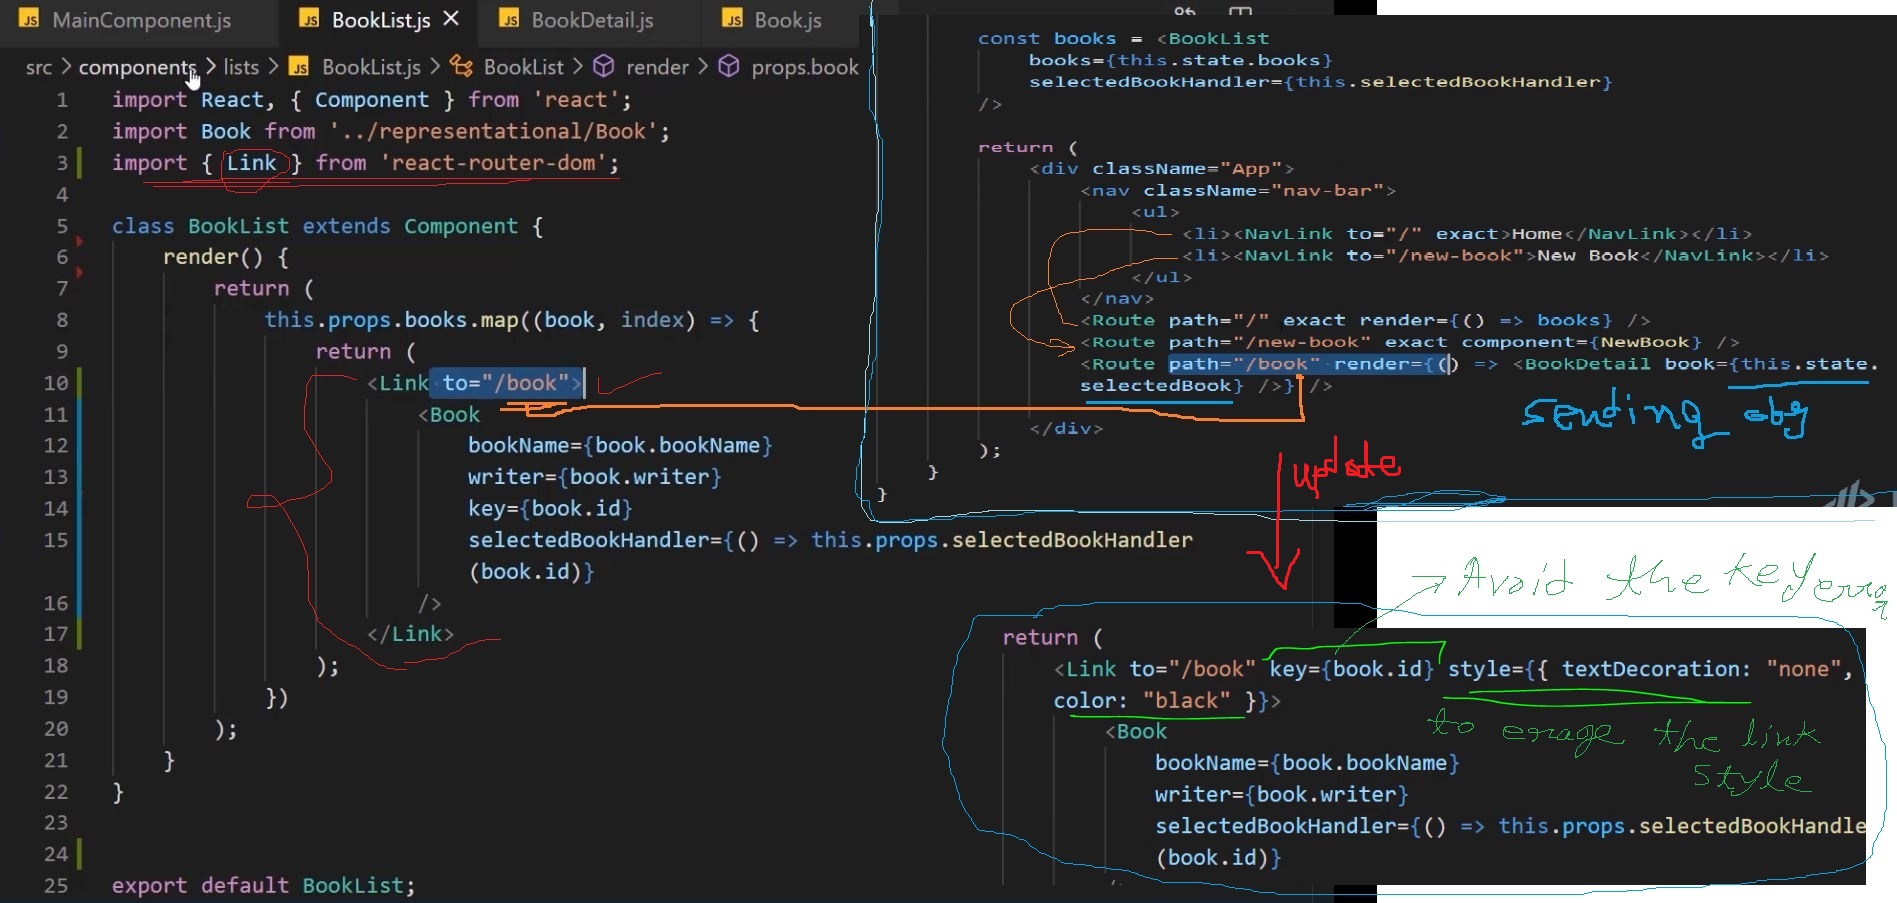 MainComponent.js
BookList.js
BookDetail.js
Book.js
src > components > lists > BookList.js > BookList > render > props.book
1 import React, { Component } from 'react';
2 import Book from '../representational/Book';
3 import { Link } from 'react-router-dom';
4
5 class BookList extends Component {
6 render() {
7 return (
8 this.props.books.map((book, index) => {
9 return (
10 <Link to="/book">
11 <Book
12 bookName={book.bookName}
13 writer={book.writer}
14 key={book.id}
15 selectedBookHandler={() => this.props.selectedBookHandler
(book.id)}
16 />
17 </Link>
18 );
19 })
20 );
21 }
22 }
23
24
25 export default BookList;
const books = <BookList
books={this.state.books}
selectedBookHandler={this.selectedBookHandler}
/>
return (
<div className="App">
<nav className="nav-bar">
<ul>
<li><NavLink to="/" exact>Home</NavLink></li>
<li><NavLink to="/new-book">New Book</NavLink></li>
</ul>
</nav>
<Route path="/" exact render={() => books} />
<Route path="/new-book" exact component={NewBook} />
<Route path="/book" render={() => <BookDetail book={this.state.
selectedBook} />} />
</div>
);
}
}
sending obj
update
Avoid the key
return (
<Link to="/book" key={book.id} style={{ textDecoration: "none",
color: "black" }}>
<Book
bookName={book.bookName}
writer={book.writer}
selectedBookHandler={() => this.props.selectedBookHandle
(book.id)}
to erage the link
style